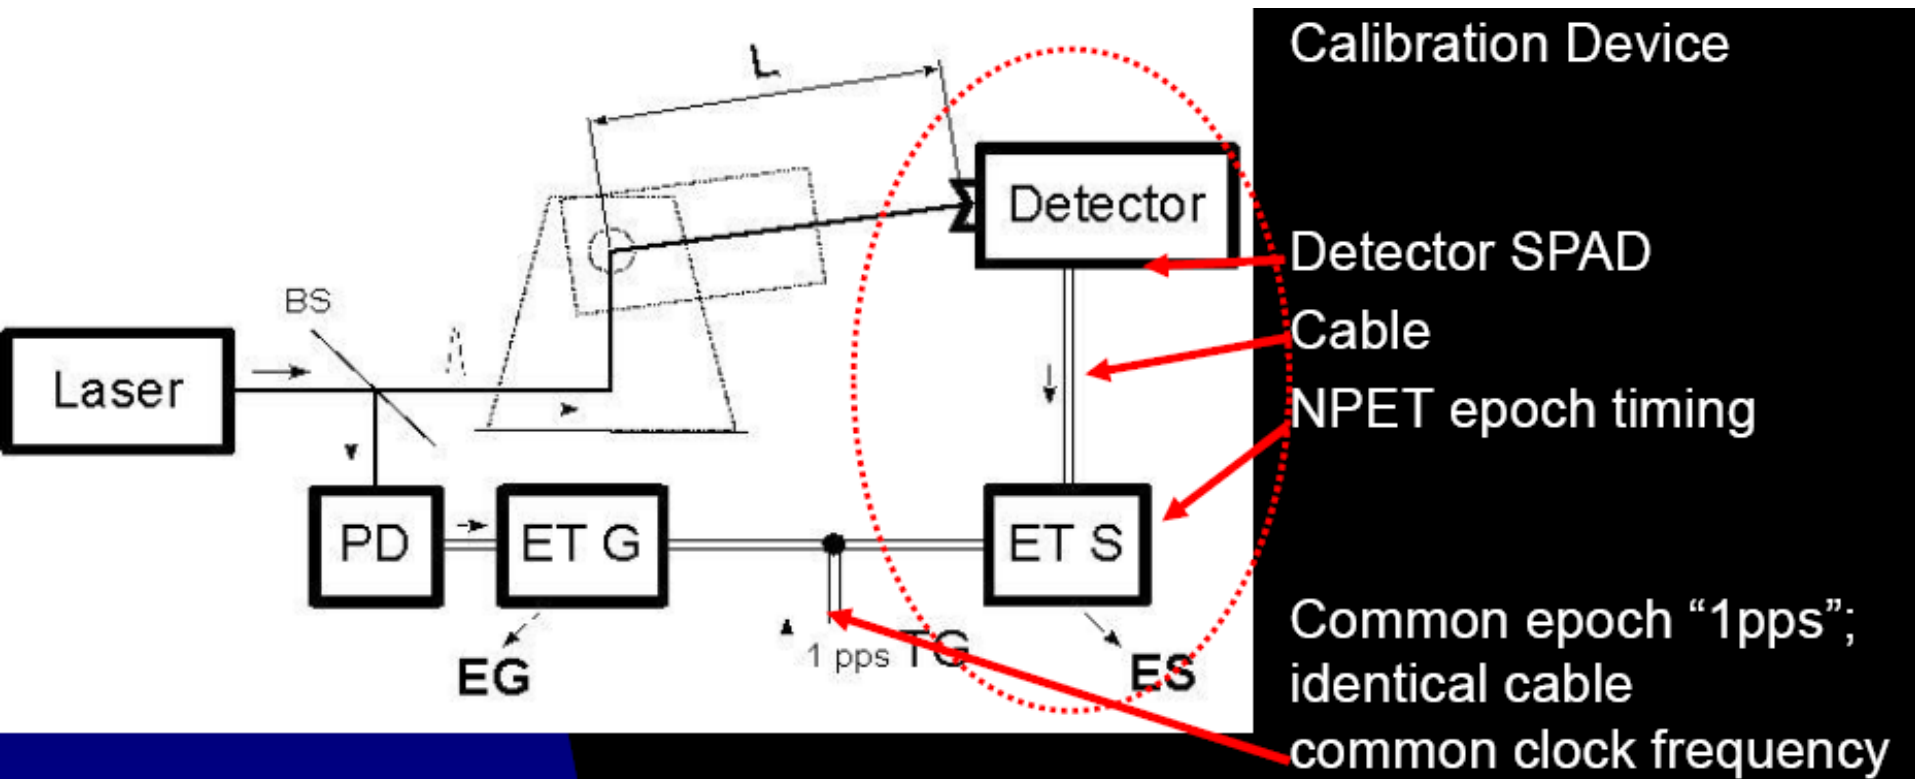 L
Calibration Device
Detector
Detector SPAD
BS
Cable
Laser
NPET epoch timing
PD
ET G
ET S
1 pps TG
EG
ES
Common epoch “1pps”;
identical cable
common clock frequency